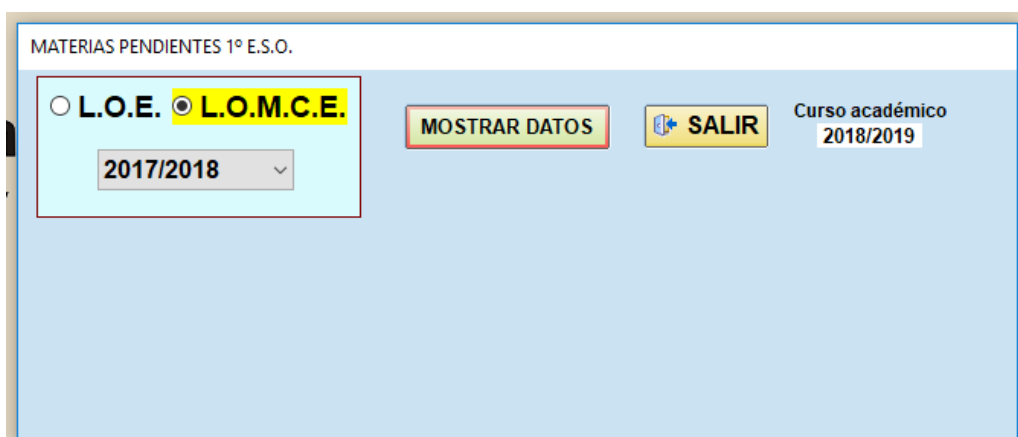 MATERIAS PENDIENTES 1º E.S.O.
L.O.E. L.O.M.C.E.
2017/2018
MOSTRAR DATOS
SALIR
Curso académico
2018/2019